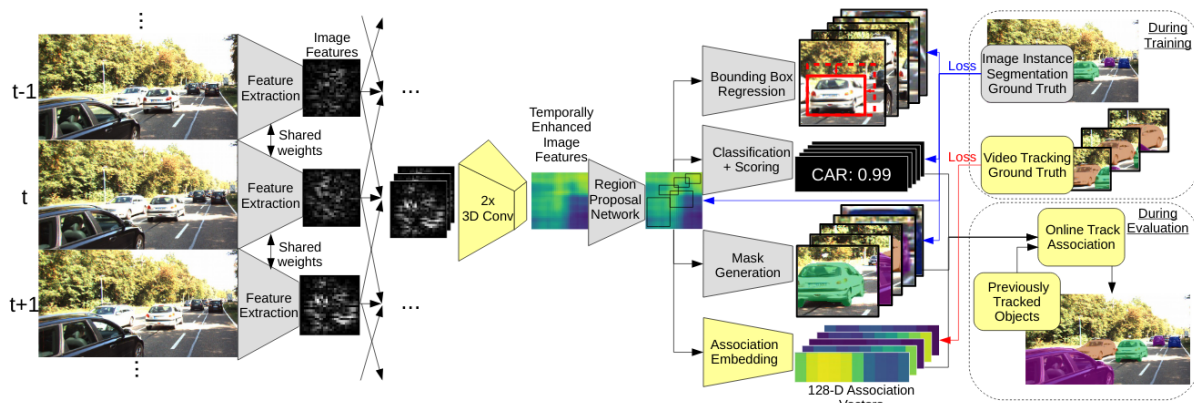 t-1
t
t+1
Feature
Extraction
Feature
Extraction
Feature
Extraction
Shared
weights
Shared
weights
Image
Features
...
...
2x
3D Conv
Temporally
Enhanced
Image
Features
Region
Proposal
Network
Bounding Box
Regression
Classification
+ Scoring
CAR: 0.99
Mask
Generation
Association
Embedding
128-D Association
Vectors
Loss
Loss
During
Training
Image Instance
Segmentation
Ground Truth
Video Tracking
Ground Truth
During
Evaluation
Online Track
Association
Previously
Tracked
Objects